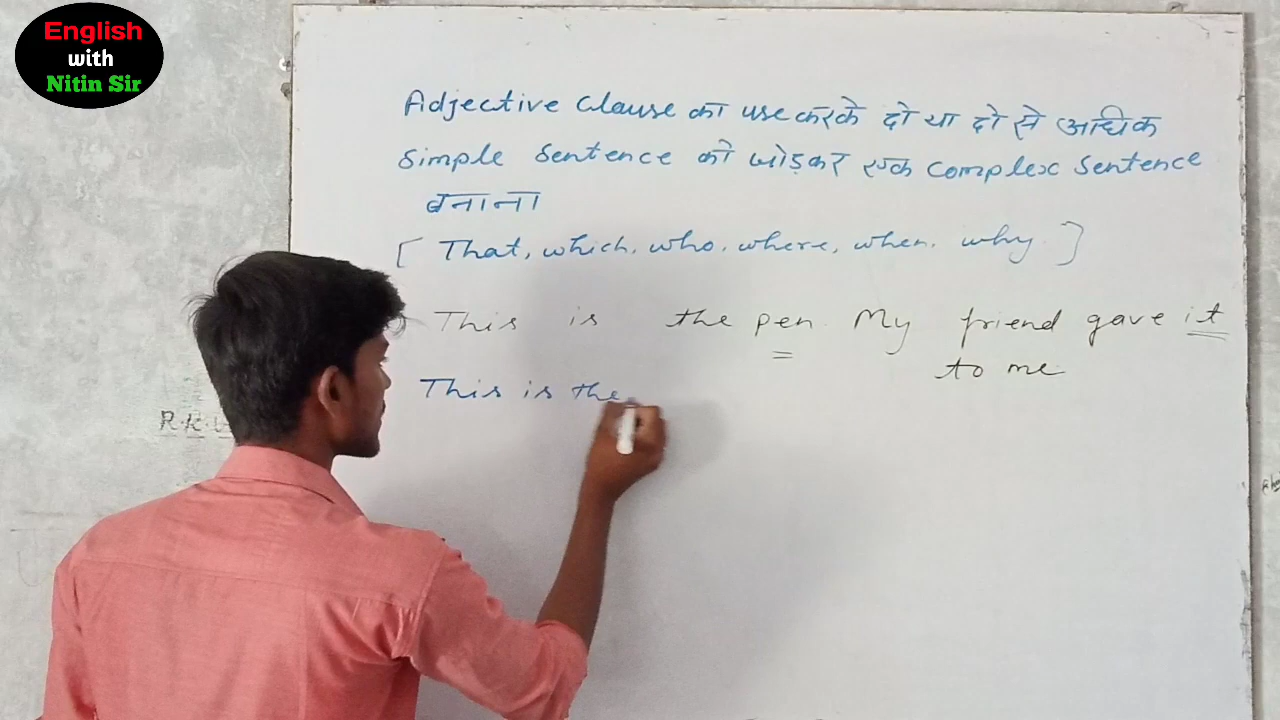 English
with
Nitin Sir
Adjective Clause का use करके दो या दो से अधिक
Simple Sentence को जोड़कर एक Complex Sentence
बनाना
[ That, which, who, where, when, why ]
This is the pen. My friend gave it
to me
This is the
R.K.